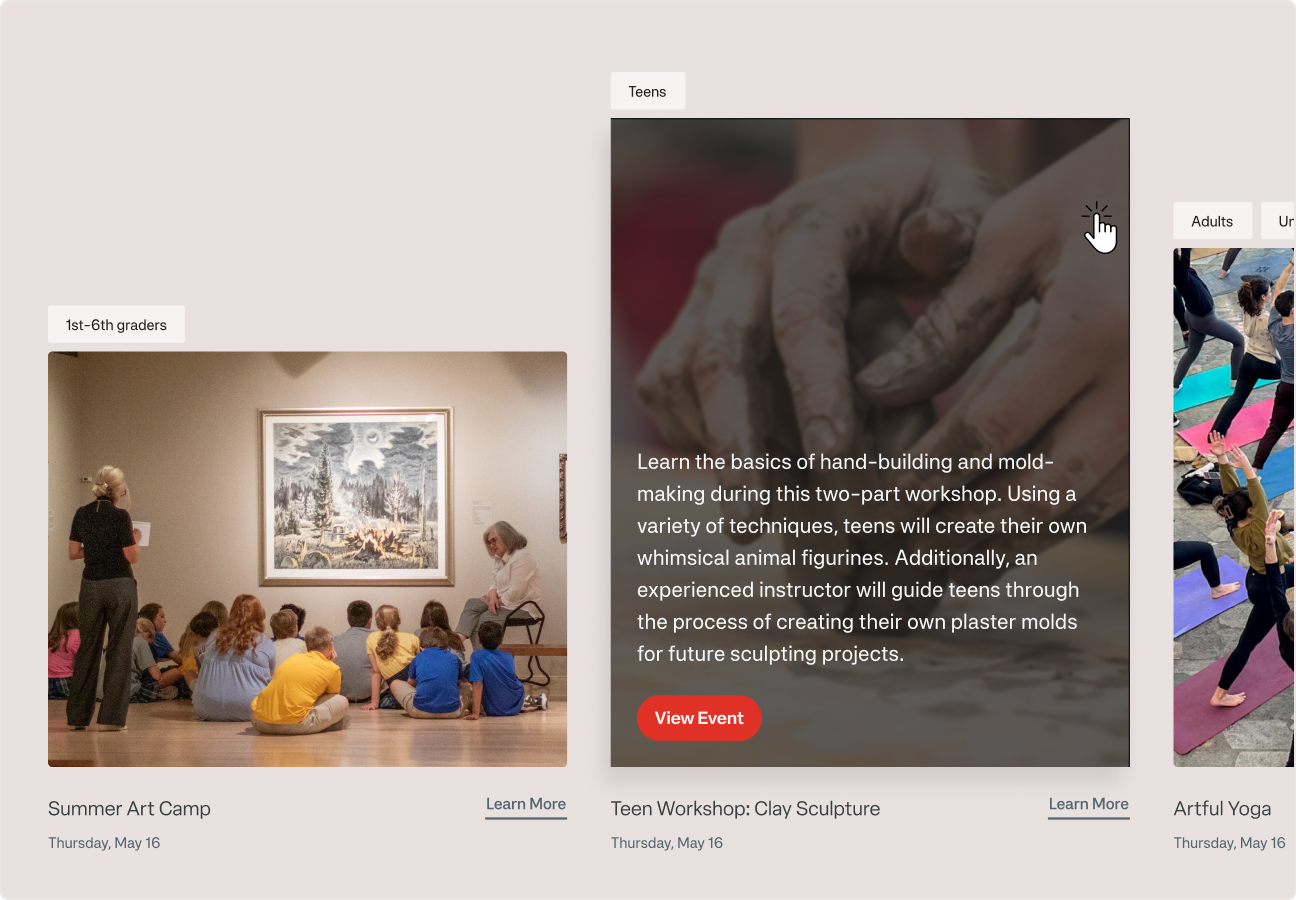 Teens
Adults
1st-6th graders
Learn the basics of hand-building and mold-
making during this two-part workshop. Using a
variety of techniques, teens will create their own
whimsical animal figurines. Additionally, an
experienced instructor will guide teens through
the process of creating their own plaster molds
for future sculpting projects.
View Event
Summer Art Camp
Learn More
Thursday, May 16
Teen Workshop: Clay Sculpture
Learn More
Thursday, May 16
Artful Yoga
Thursday, May 16